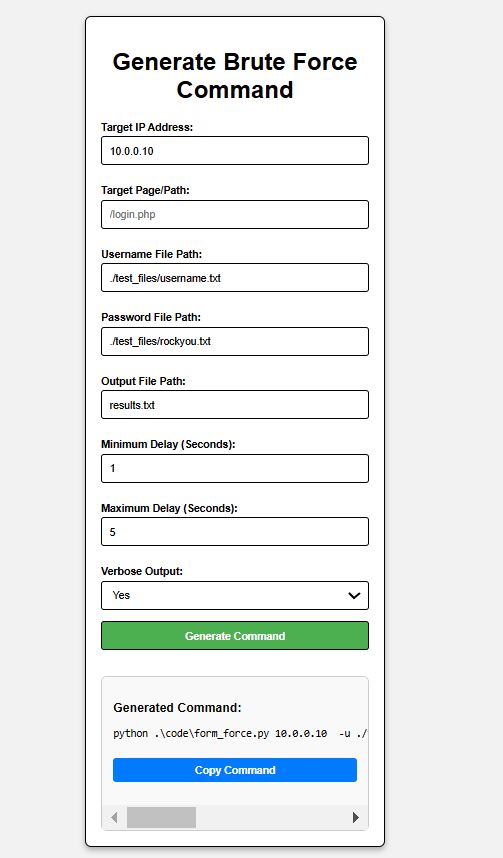 Generate Brute Force
Command
Target IP Address:
10.0.0.10
Target Page/Path:
/login.php
Username File Path:
./test_files/username.txt
Password File Path:
./test_files/rockyou.txt
Output File Path:
results.txt
Minimum Delay (Seconds):
1
Maximum Delay (Seconds):
5
Verbose Output:
Yes
Generate Command
Generated Command:
python .\code\form_force.py 10.0.0.10  -u ./
Copy Command